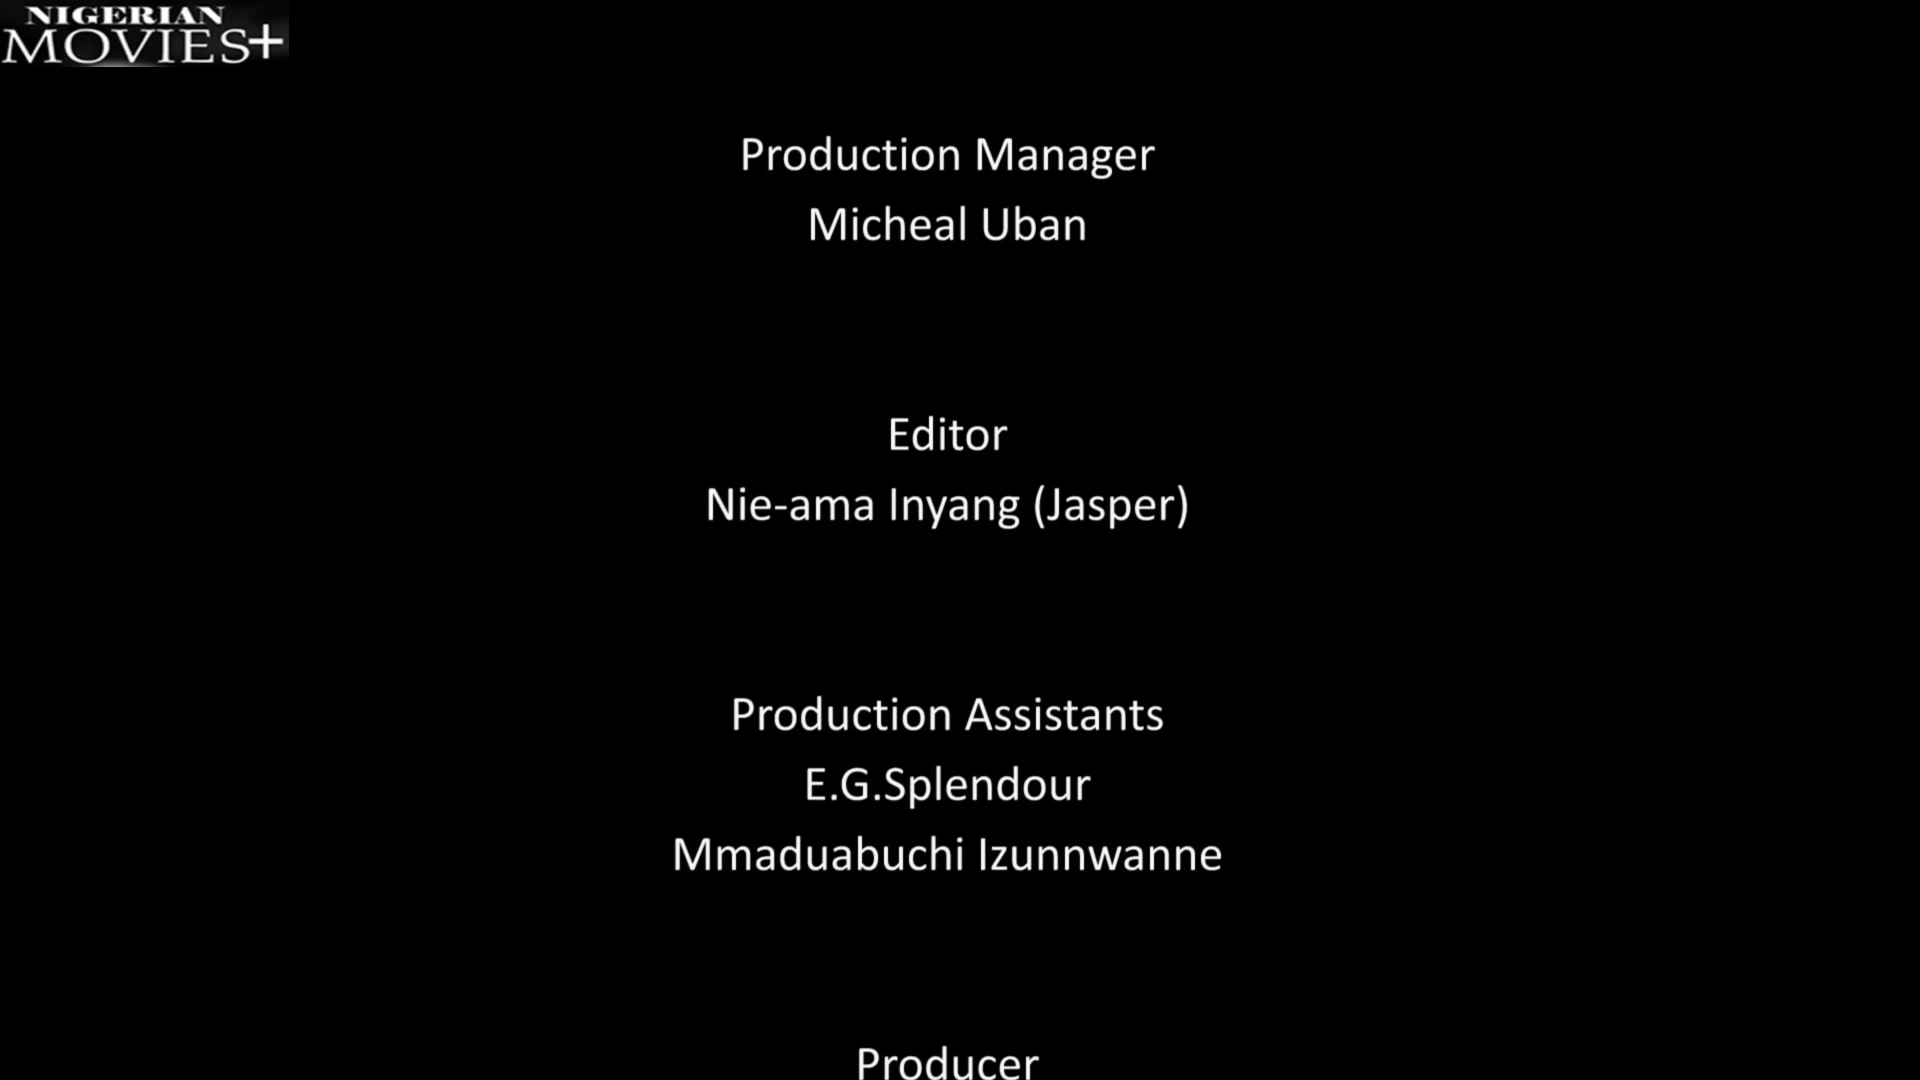 NIGERIAN
MOVIES+
Production Manager
Micheal Uban
Editor
Nie-ama Inyang (Jasper)
Production Assistants
E.G.Splendour
Mmaduabuchi Izunnwanne
Producer